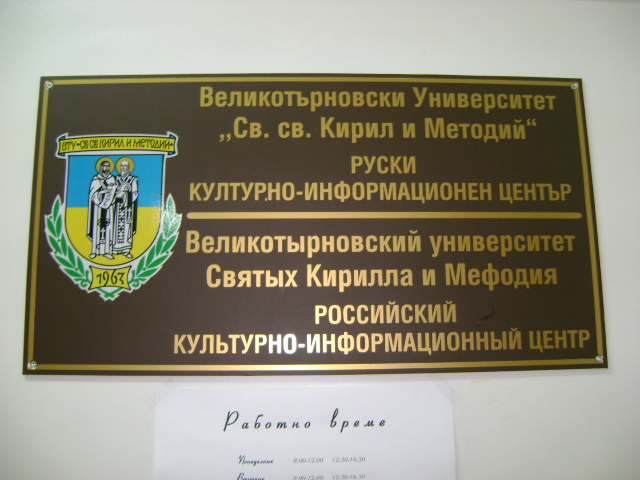 Великотърновски Университет
„Св. св. Кирил и Методий“
РУСКИ
КУЛТУРНО-ИНФОРМАЦИОНЕН ЦЕНТЪР
ВТУ•СВ СВ КИРИЛ И МЕТОДИЙ•
1963
Великотырновский университет
Святых Кирилла и Мефодия
РОССИЙСКИЙ
КУЛЬТУРНО-ИНФОРМАЦИОННЫЙ ЦЕНТР
Работно време
Понеделник 8.00-12.00 12.30-16.30
Вторник 8.00-12.00 12.30-16.30